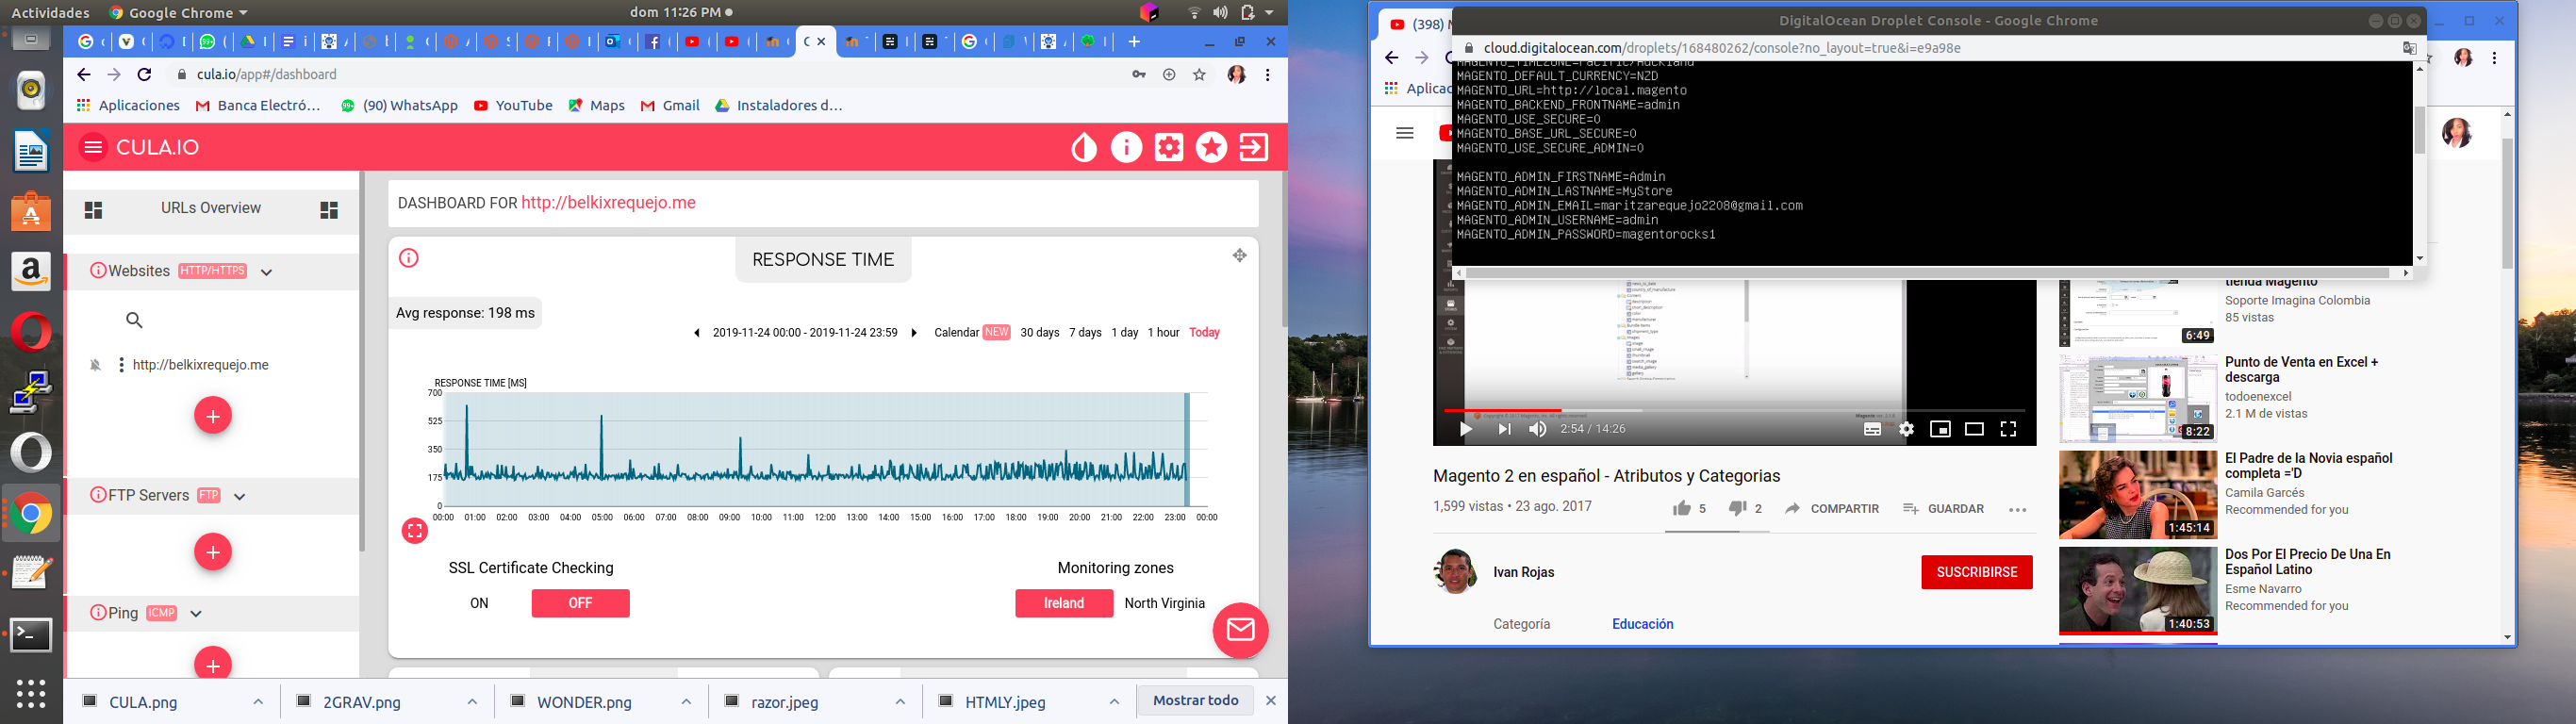 Actividades
Google Chrome
dom 11:26 PM
cula.io/app#/dashboard
Aplicaciones
Banca Electró…
(90) WhatsApp
YouTube
Maps
Gmail
Instaladores d…
CULA.IO
URLs Overview
Websites HTTP/HTTPS
http://belkixrequejo.me
FTP Servers FTP
Ping ICMP
DASHBOARD FOR http://belkixrequejo.me
RESPONSE TIME
Avg response: 198 ms
2019-11-24 00:00 - 2019-11-24 23:59
Calendar NEW 30 days 7 days 1 day 1 hour Today
RESPONSE TIME [MS]
700
525
350
175
0
00:00 01:00 02:00 03:00 04:00 05:00 06:00 07:00 08:00 09:00 10:00 11:00 12:00 13:00 14:00 15:00 16:00 17:00 18:00 19:00 20:00 21:00 22:00 23:00 00:00
SSL Certificate Checking
ON OFF
Monitoring zones
Ireland North Virginia
CULA.png
2GRAV.png
WONDER.png
razor.jpeg
HTMLY.jpeg
Mostrar todo
(398)
DigitalOcean Droplet Console - Google Chrome
cloud.digitalocean.com/droplets/168480262/console?no_layout=true&i=e9a98e
MAGENTO_TIMEZONE=Pacific/Auckland
MAGENTO_DEFAULT_CURRENCY=NZD
MAGENTO_URL=http://local.magento
MAGENTO_BACKEND_FRONTNAME=admin
MAGENTO_USE_SECURE=0
MAGENTO_BASE_URL_SECURE=0
MAGENTO_USE_SECURE_ADMIN=0
MAGENTO_ADMIN_FIRSTNAME=Admin
MAGENTO_ADMIN_LASTNAME=MyStore
MAGENTO_ADMIN_EMAIL=maritzarequejo2208@gmail.com
MAGENTO_ADMIN_USERNAME=admin
MAGENTO_ADMIN_PASSWORD=magentorocks1
2:54 / 14:26
Magento 2 en español - Atributos y Categorias
1,599 vistas • 23 ago. 2017
5
2
COMPARTIR
GUARDAR
Ivan Rojas
SUSCRIBIRSE
Categoría
Educación
tienda Magento
Soporte Imagina Colombia
85 vistas
6:49
Punto de Venta en Excel +
descarga
todoenexcel
2.1 M de vistas
8:22
El Padre de la Novia español
completa ='D
Camila Garcés
Recommended for you
1:45:14
Dos Por El Precio De Una En
Español Latino
Esme Navarro
Recommended for you
1:40:53